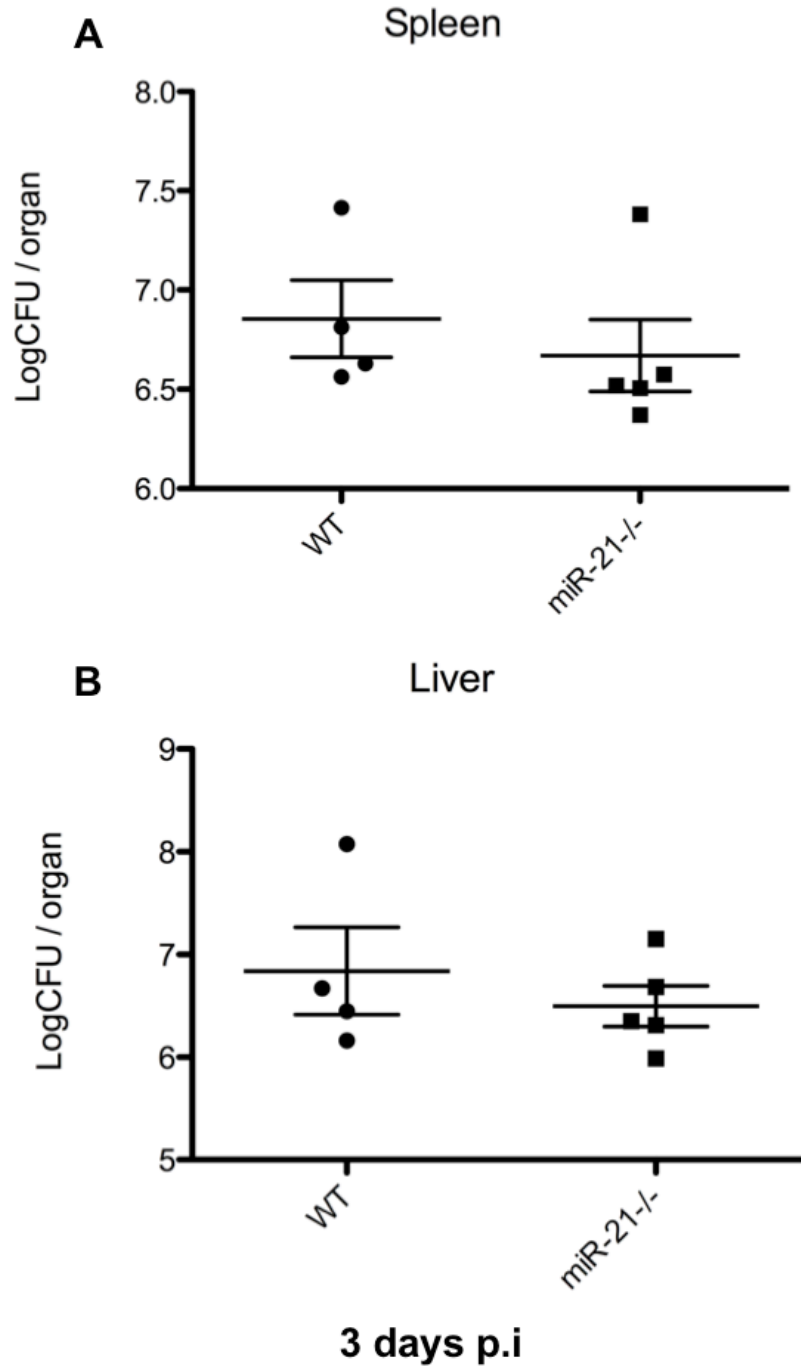 A
Spleen
LogCFU / organ
8.0
7.5
7.0
6.5
6.0
WT
miR-21-/-
B
Liver
LogCFU / organ
9
8
7
6
5
WT
miR-21-/-
3 days p.i